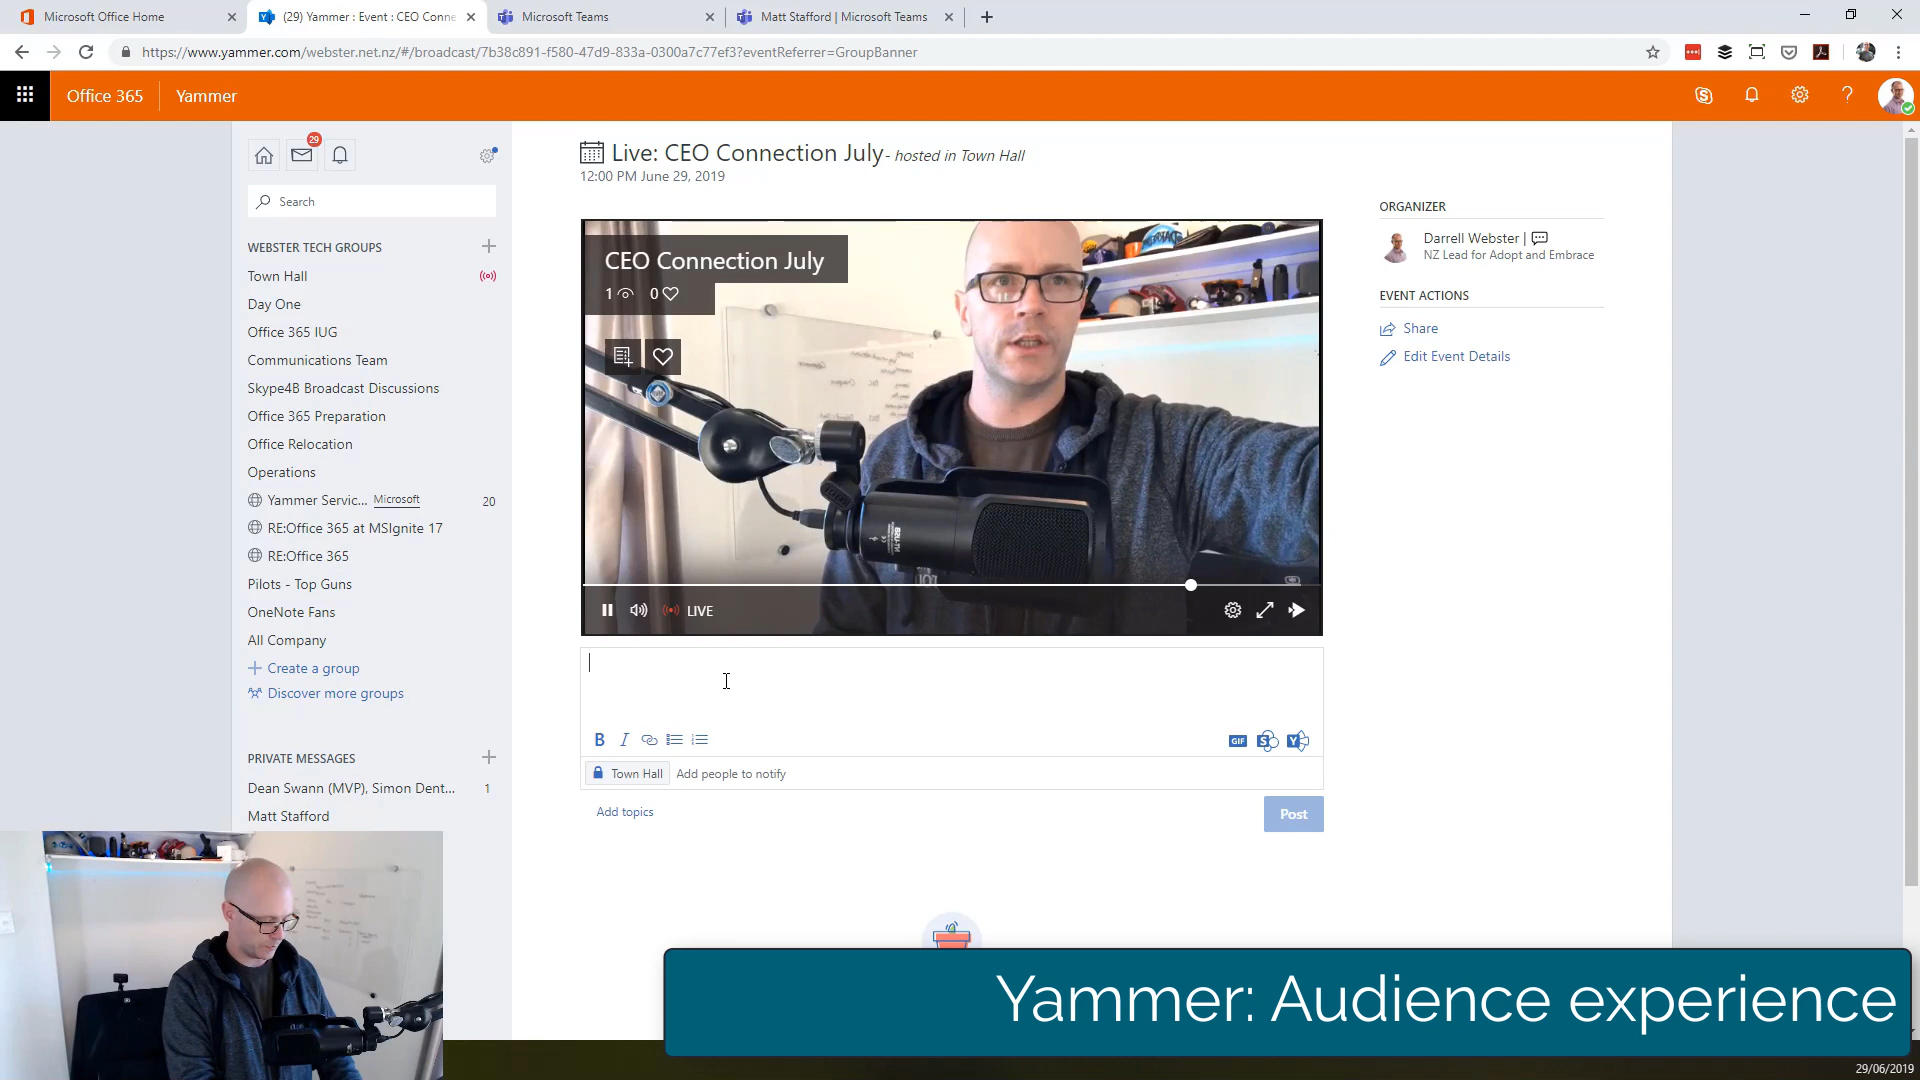 Microsoft Office Home
(29) Yammer : Event : CEO Conne
Microsoft Teams
Matt Stafford | Microsoft Teams
https://www.yammer.com/webster.net.nz/#/broadcast/7b38c891-f580-47d9-833a-0300a7c77ef3?eventReferrer=GroupBanner
Office 365
Yammer
29
Search
WEBSTER TECH GROUPS
Town Hall
Day One
Office 365 IUG
Communications Team
Skype4B Broadcast Discussions
Office 365 Preparation
Office Relocation
Operations
Yammer Servic... Microsoft 20
RE:Office 365 at MSIgnite 17
RE:Office 365
Pilots - Top Guns
OneNote Fans
All Company
Create a group
Discover more groups
PRIVATE MESSAGES
Dean Swann (MVP), Simon Dent... 1
Matt Stafford
Live: CEO Connection July - hosted in Town Hall
12:00 PM June 29, 2019
CEO Connection July
1 0
LIVE
B I
GIF S Y
Town Hall Add people to notify
Add topics
Post
ORGANIZER
Darrell Webster |
NZ Lead for Adopt and Embrace
EVENT ACTIONS
Share
Edit Event Details
Yammer: Audience experience
29/06/2019